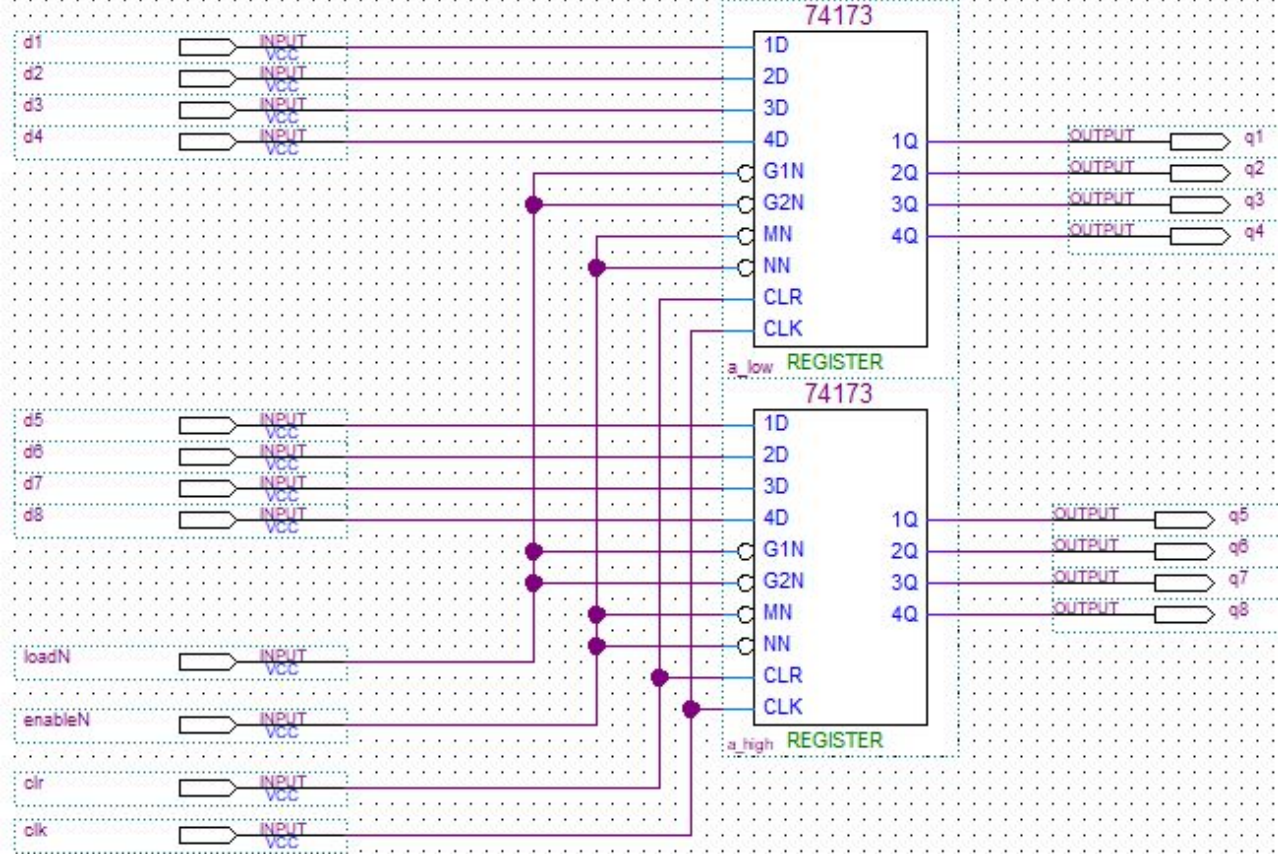 74173
d1 INPUT VCC 1D
d2 INPUT VCC 2D
d3 INPUT VCC 3D
d4 INPUT VCC 4D 1Q OUTPUT q1
G1N 2Q OUTPUT q2
G2N 3Q OUTPUT q3
MN 4Q OUTPUT q4
NN
CLR
CLK
a_low REGISTER
74173
d5 INPUT VCC 1D
d6 INPUT VCC 2D
d7 INPUT VCC 3D
d8 INPUT VCC 4D 1Q OUTPUT q5
G1N 2Q OUTPUT q6
G2N 3Q OUTPUT q7
MN 4Q OUTPUT q8
NN
loadN INPUT VCC
CLR
CLK
enableN INPUT VCC
a_high REGISTER
clr INPUT VCC
clk INPUT VCC